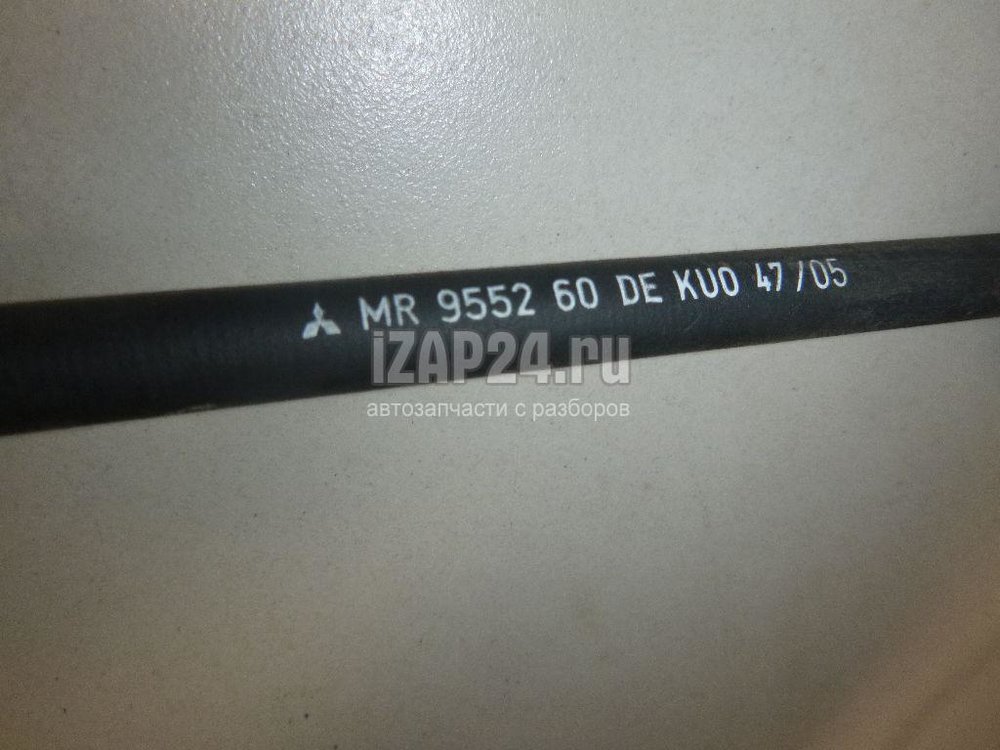 MR 9552 60 DE KUO 47/05
iZAP24.ru
автозапчасти с разборов